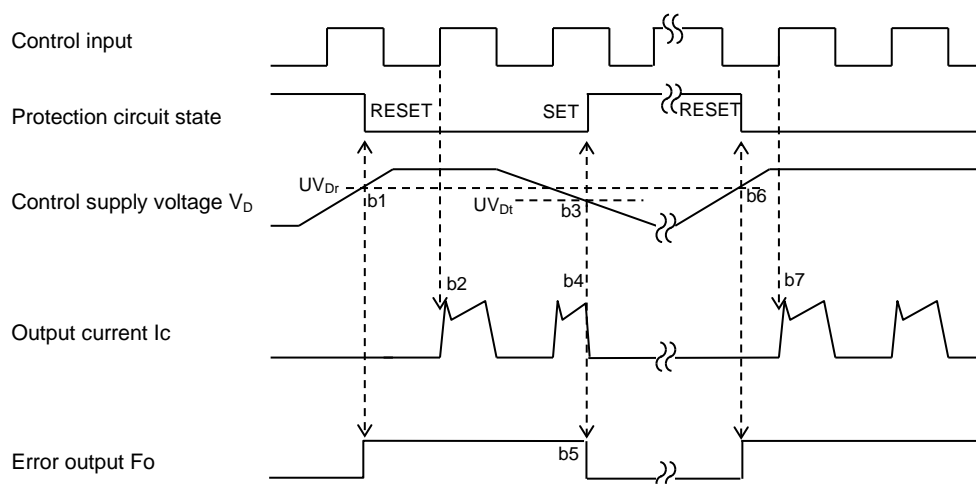 Control input
Protection circuit state
RESET
SET
RESET
Control supply voltage VD
UVDr
b1
UVDt
b3
b6
Output current Ic
b2
b4
b7
Error output Fo
b5